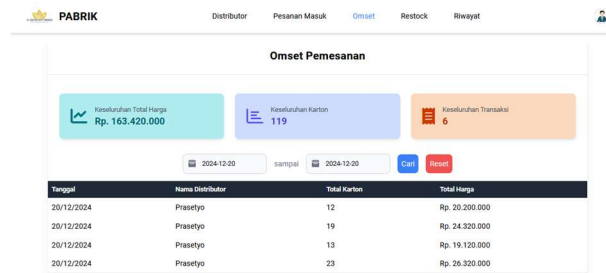 PABRIK Distributor Pesanan Masuk Omset Restock Riwayat
Omset Pemesanan
Keseluruhan Total Harga
Rp. 163.420.000
Keseluruhan Karton
119
Keseluruhan Transaksi
6
2024-12-20 sampai 2024-12-20 Cari Reset
Tanggal Nama Distributor Total Karton Total Harga
20/12/2024 Prasetyo 12 Rp. 20.200.000
20/12/2024 Prasetyo 19 Rp. 24.320.000
20/12/2024 Prasetyo 13 Rp. 19.120.000
20/12/2024 Prasetyo 23 Rp. 26.320.000